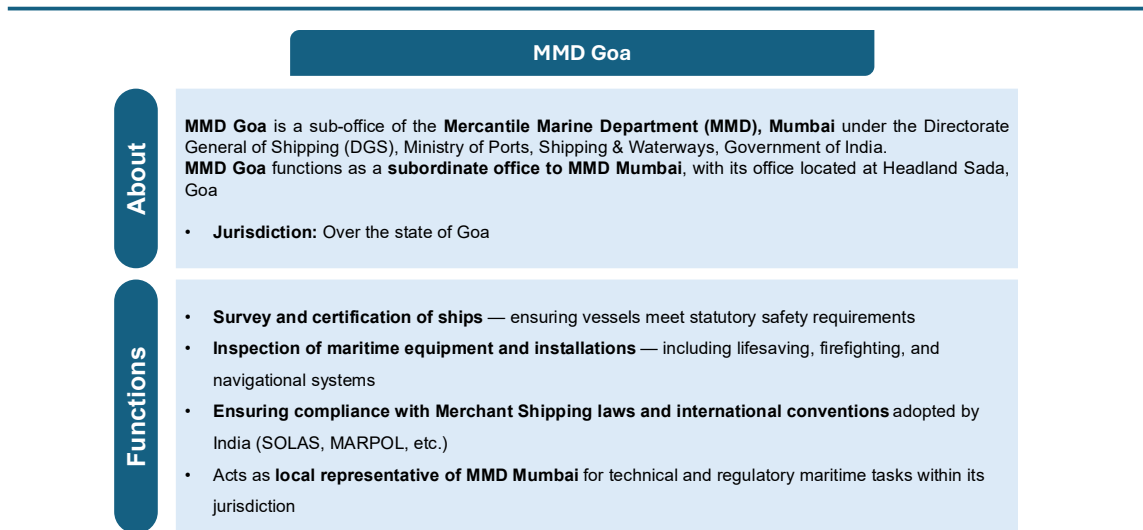 MMD Goa
About
MMD Goa is a sub-office of the Mercantile Marine Department (MMD), Mumbai under the Directorate
General of Shipping (DGS), Ministry of Ports, Shipping & Waterways, Government of India.
MMD Goa functions as a subordinate office to MMD Mumbai, with its office located at Headland Sada,
Goa
• Jurisdiction: Over the state of Goa
Functions
• Survey and certification of ships — ensuring vessels meet statutory safety requirements
• Inspection of maritime equipment and installations — including lifesaving, firefighting, and
navigational systems
• Ensuring compliance with Merchant Shipping laws and international conventions adopted by
India (SOLAS, MARPOL, etc.)
• Acts as local representative of MMD Mumbai for technical and regulatory maritime tasks within its
jurisdiction